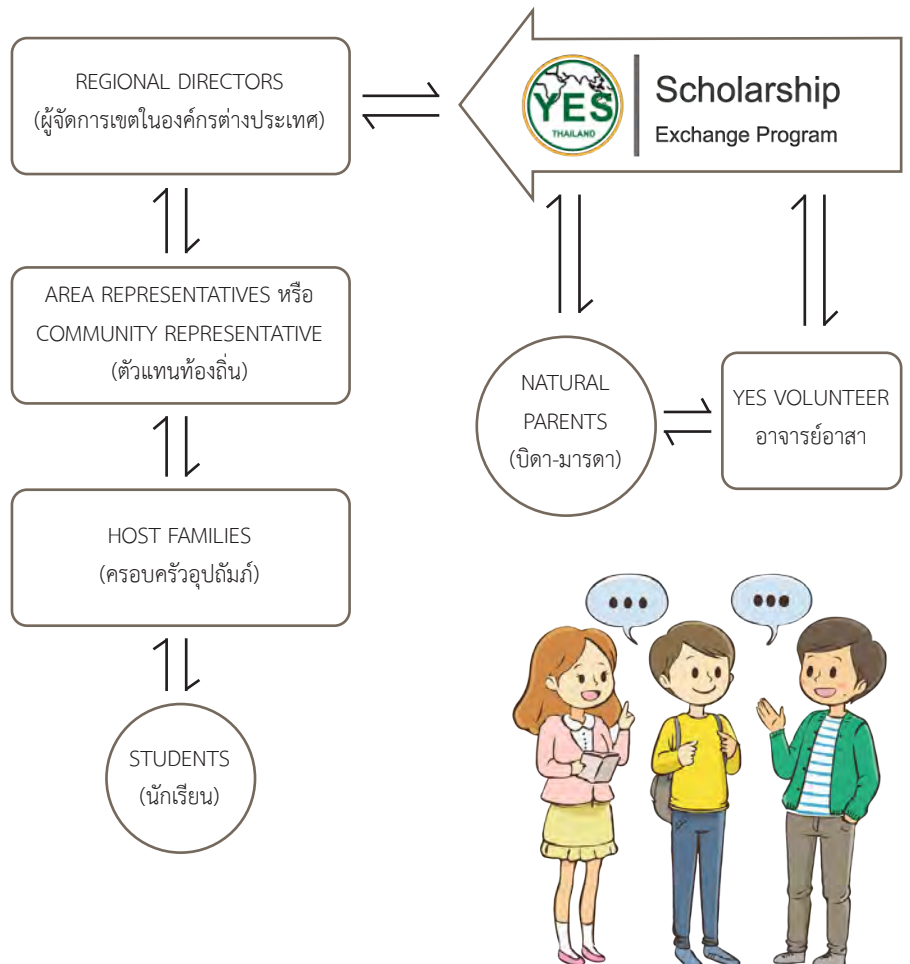 REGIONAL DIRECTORS
(ผู้จัดการเขตในองค์กรต่างประเทศ)
YES
THAILAND
Scholarship
Exchange Program
AREA REPRESENTATIVES หรือ
COMMUNITY REPRESENTATIVE
(ตัวแทนท้องถิ่น)
NATURAL
PARENTS
(บิดา-มารดา)
YES VOLUNTEER
อาจารย์อาสา
HOST FAMILIES
(ครอบครัวอุปถัมภ์)
STUDENTS
(นักเรียน)